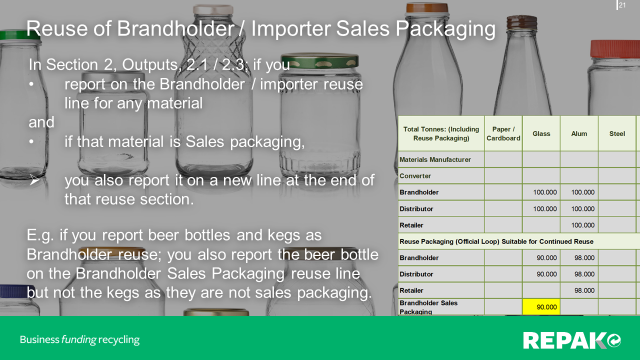 21
Reuse of Brandholder / Importer Sales Packaging
In Section 2, Outputs, 2.1 / 2.3; if you
• report on the Brandholder / importer reuse
line for any material
and
• if that material is Sales packaging,
➢ you also report it on a new line at the end of
that reuse section.
E.g. if you report beer bottles and kegs as
Brandholder reuse; you also report the beer bottle
on the Brandholder Sales Packaging reuse line
but not the kegs as they are not sales packaging.
Total Tonnes: (Including Reuse Packaging) Paper / Cardboard Glass Alum Steel
Materials Manufacturer
Converter
Brandholder 100.000 100.000
Distributor 100.000 100.000
Retailer 100.000
Reuse Packaging (Official Loop) Suitable for Continued Reuse
Brandholder 90.000 98.000
Distributor 90.000 98.000
Retailer 98.000
Brandholder Sales Packaging 90.000
Business funding recycling
REPAK